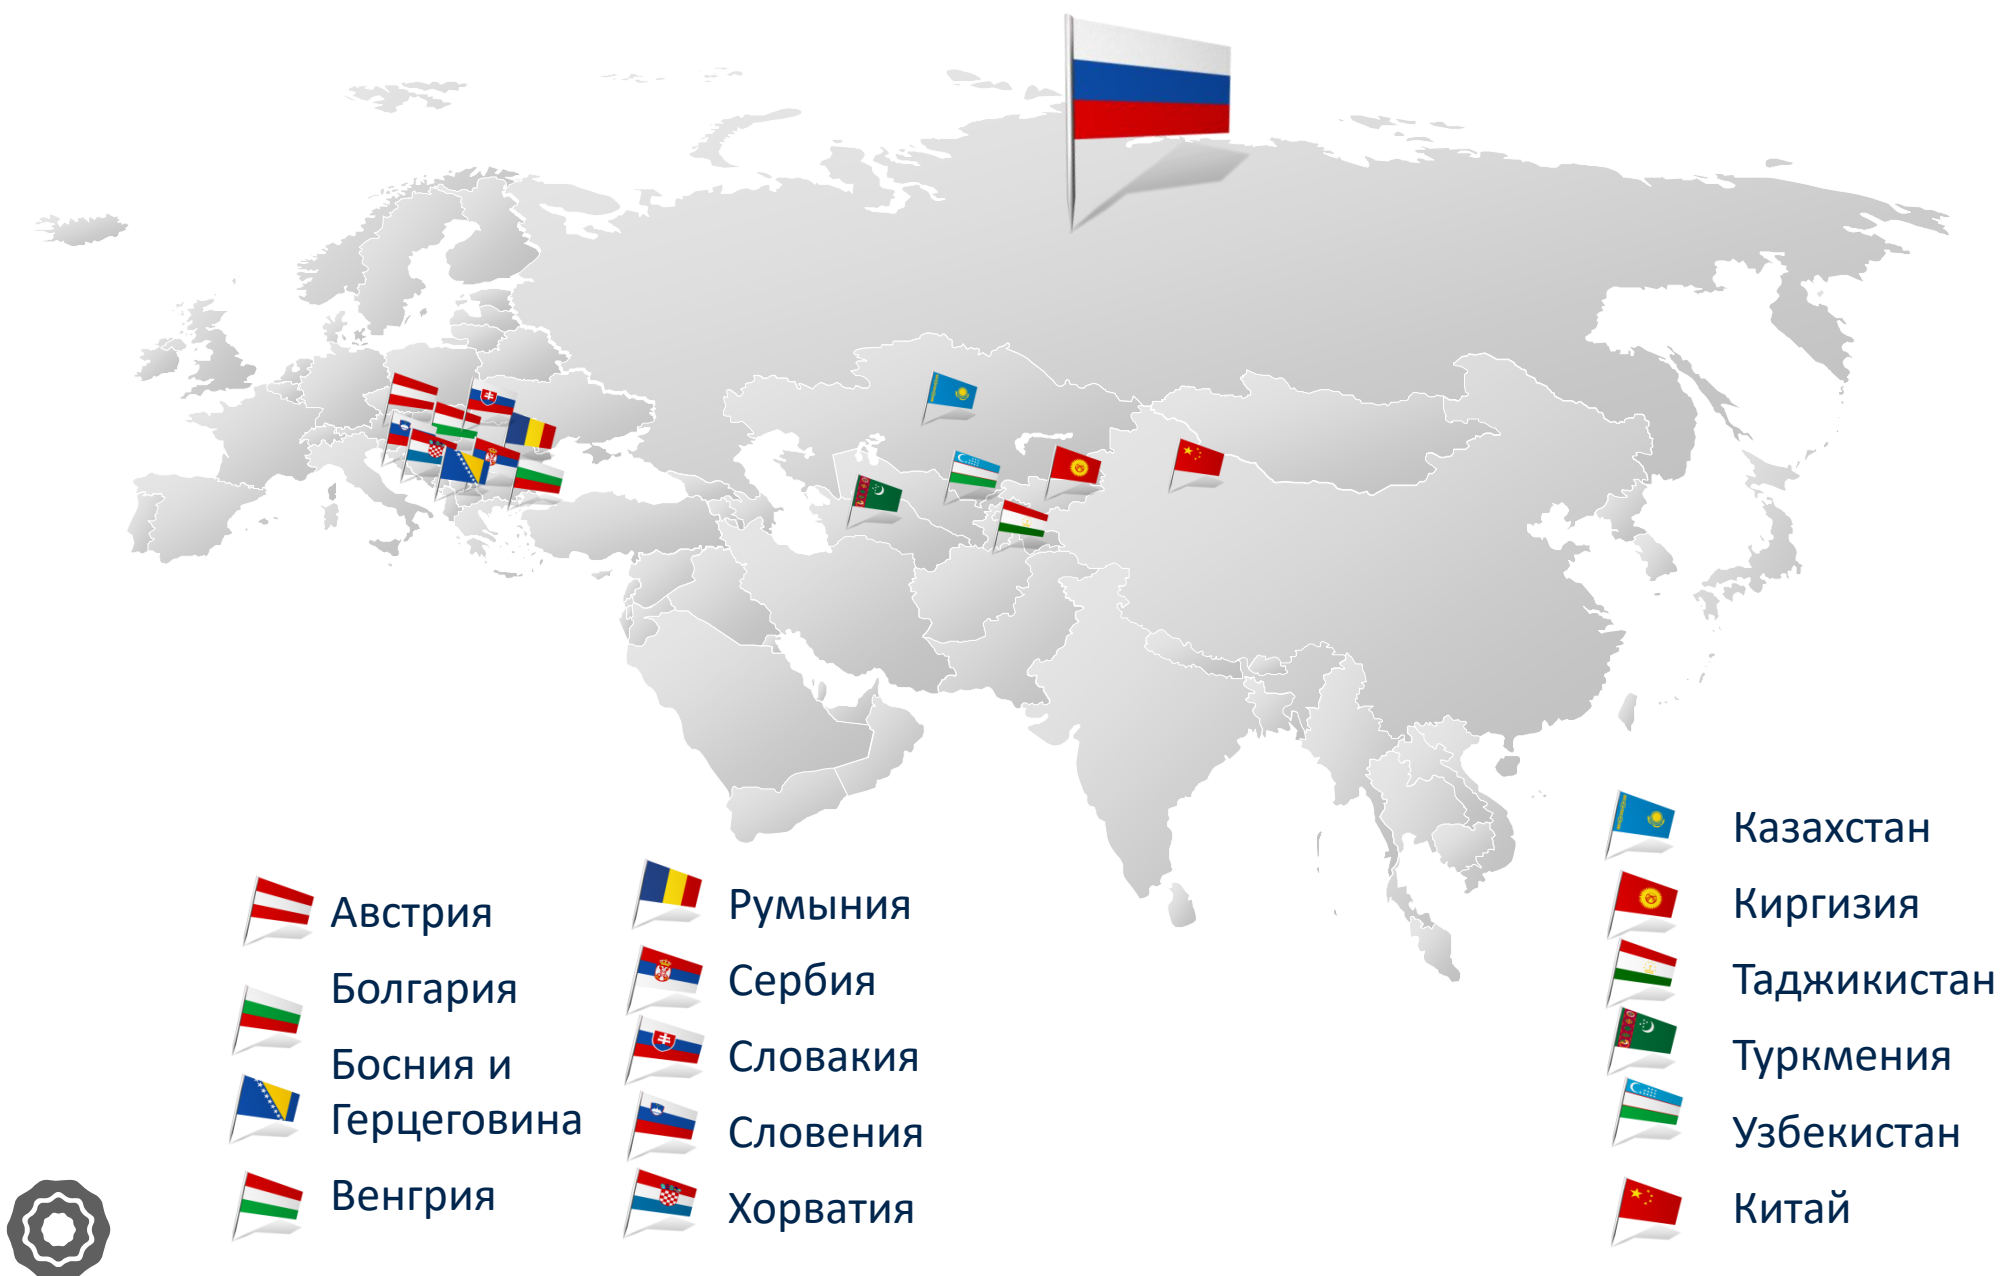 Австрия
Болгария
Босния и
Герцеговина
Венгрия
Румыния
Сербия
Словакия
Словения
Хорватия
Казахстан
Киргизия
Таджикистан
Туркмения
Узбекистан
Китай